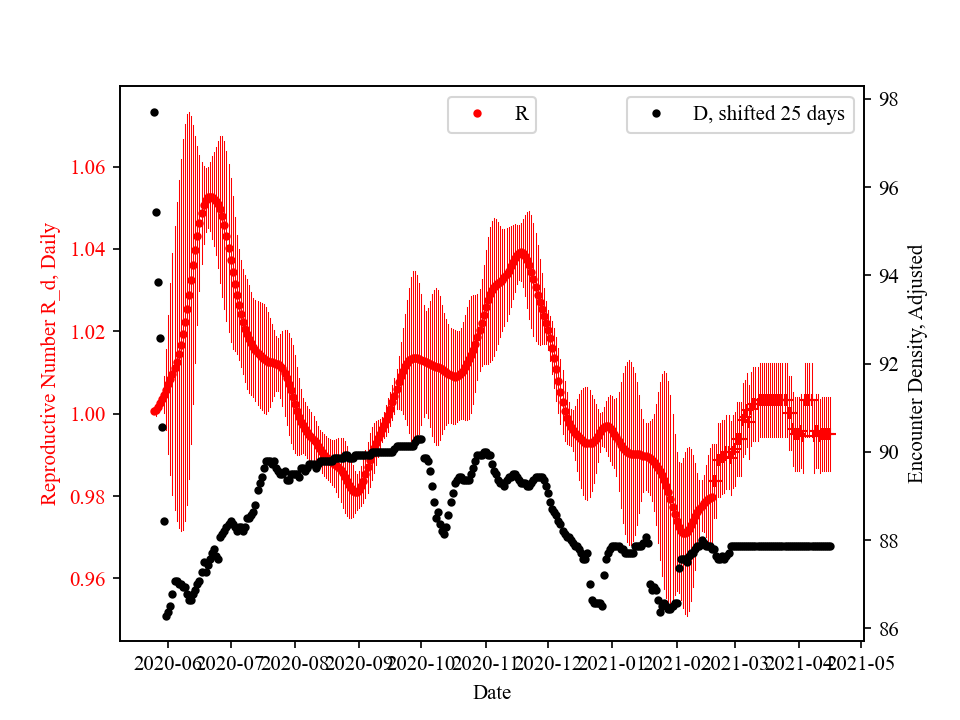 R
D, shifted 25 days
98
96
94
92
90
88
86
1.06
1.04
1.02
1.00
0.98
0.96
Reproductive Number R_d, Daily
Encounter Density, Adjusted
2020-06 2020-07 2020-08 2020-09 2020-10 2020-11 2020-12 2021-01 2021-02 2021-03 2021-04 2021-05
Date